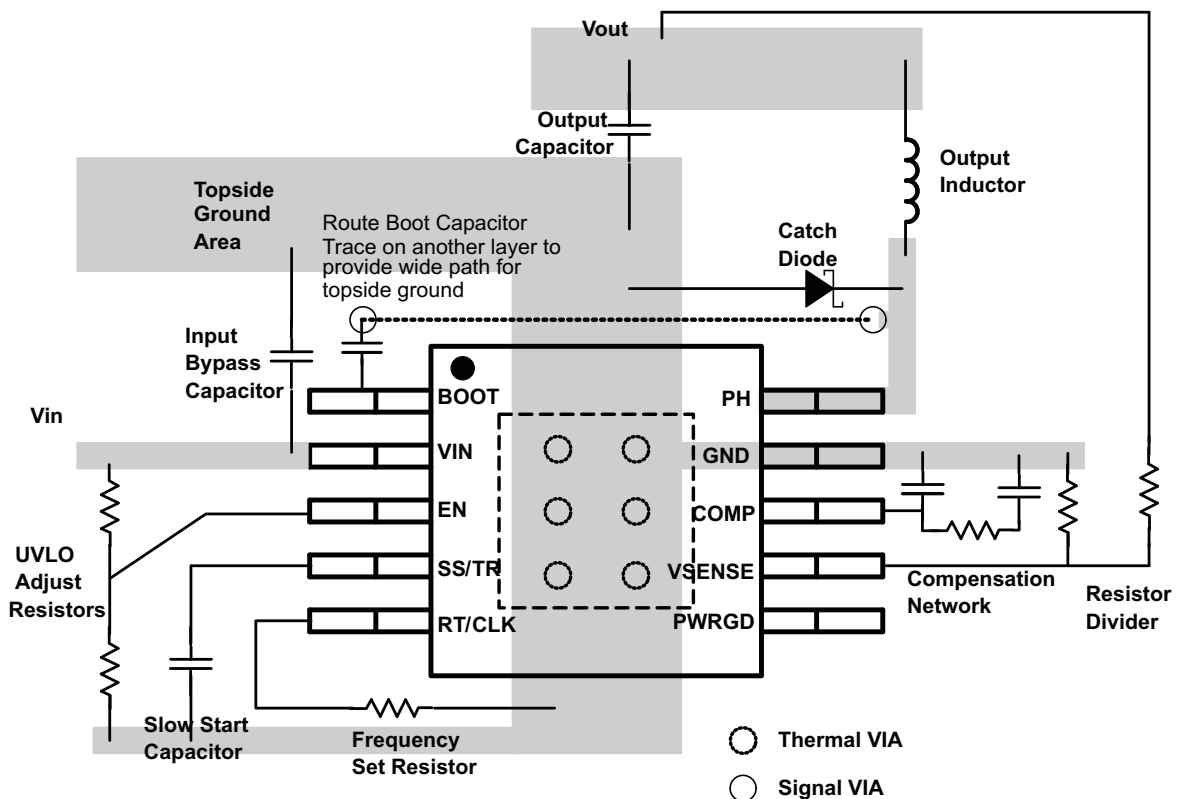 Vout
Output
Capacitor
Output
Inductor
Topside
Ground
Area
Route Boot Capacitor
Trace on another layer to
provide wide path for
topside ground
Catch
Diode
Input
Bypass
Capacitor
Vin
BOOT
VIN
EN
SS/TR
RT/CLK
PH
GND
COMP
VSENSE
PWRGD
UVLO
Adjust
Resistors
Compensation
Network
Resistor
Divider
Slow Start
Capacitor
Frequency
Set Resistor
Thermal VIA
Signal VIA